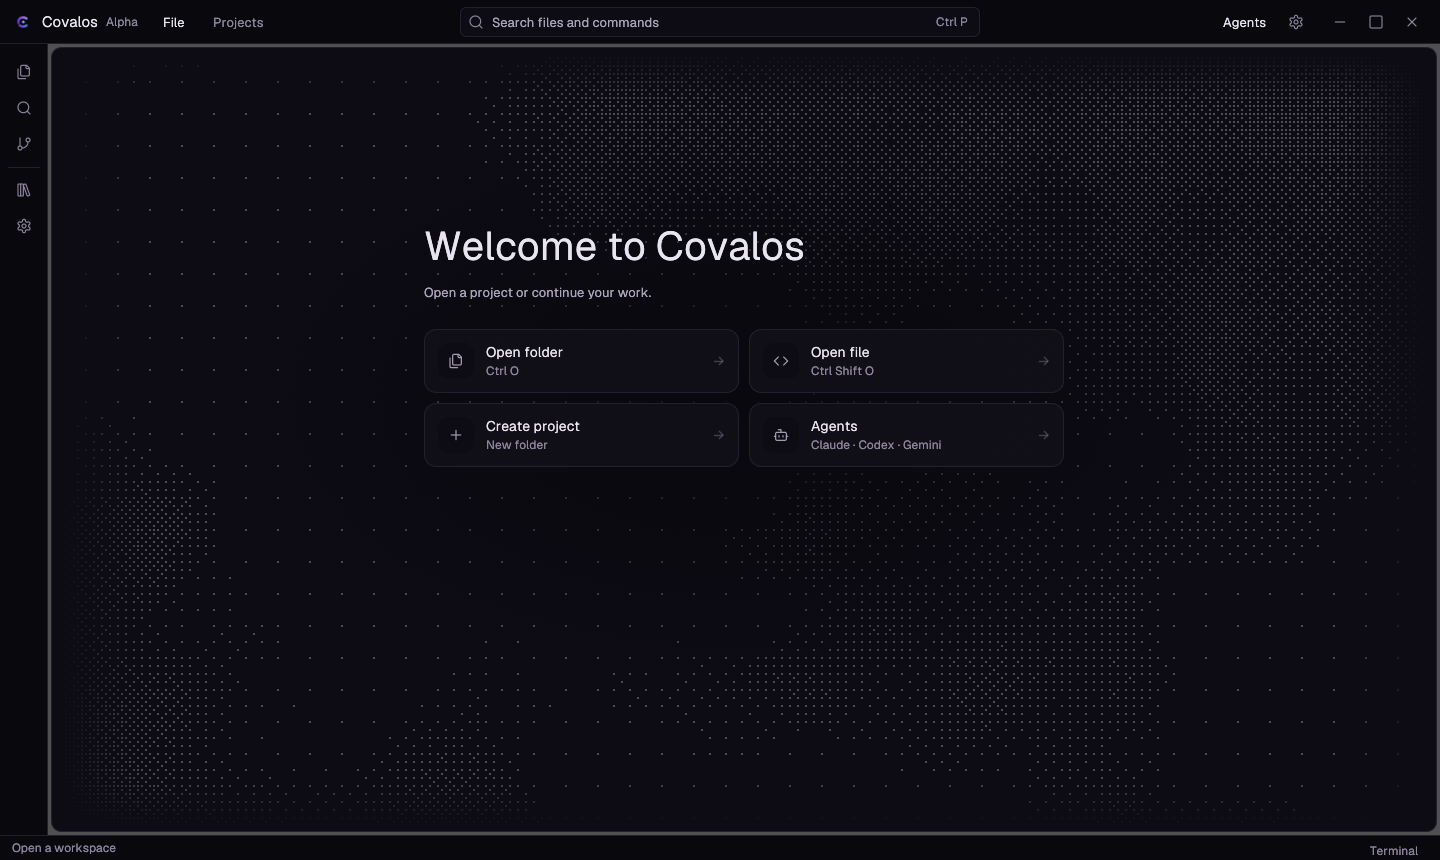 Covalos Alpha File Projects Search files and commands Ctrl P Agents
Welcome to Covalos
Open a project or continue your work.
Open folder
Ctrl O
Open file
Ctrl Shift O
Create project
New folder
Agents
Claude · Codex · Gemini
Open a workspace
Terminal